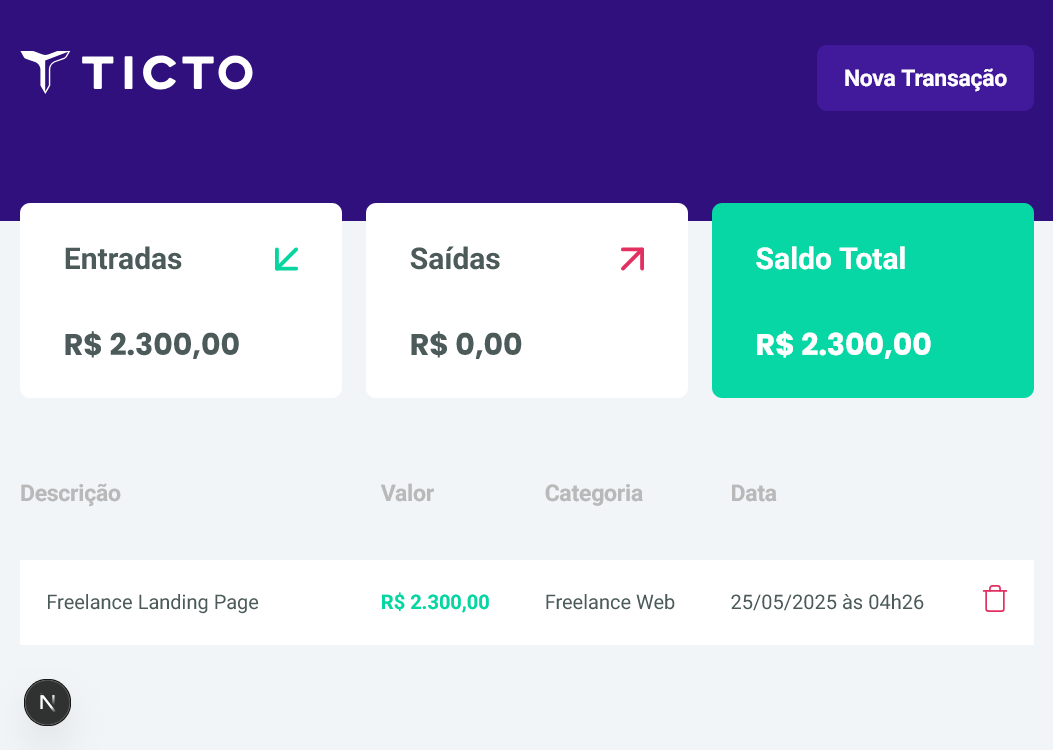 TICTO
Nova Transação
Entradas
Saídas
Saldo Total
R$ 2.300,00
R$ 0,00
R$ 2.300,00
Descrição Valor Categoria Data
Freelance Landing Page R$ 2.300,00 Freelance Web 25/05/2025 às 04h26
N